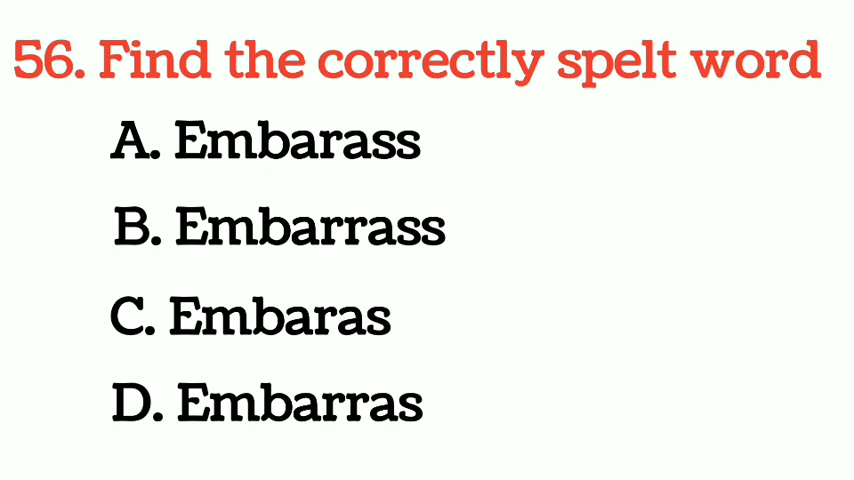 56. Find the correctly spelt word
A. Embarass
B. Embarrass
C. Embaras
D. Embarras